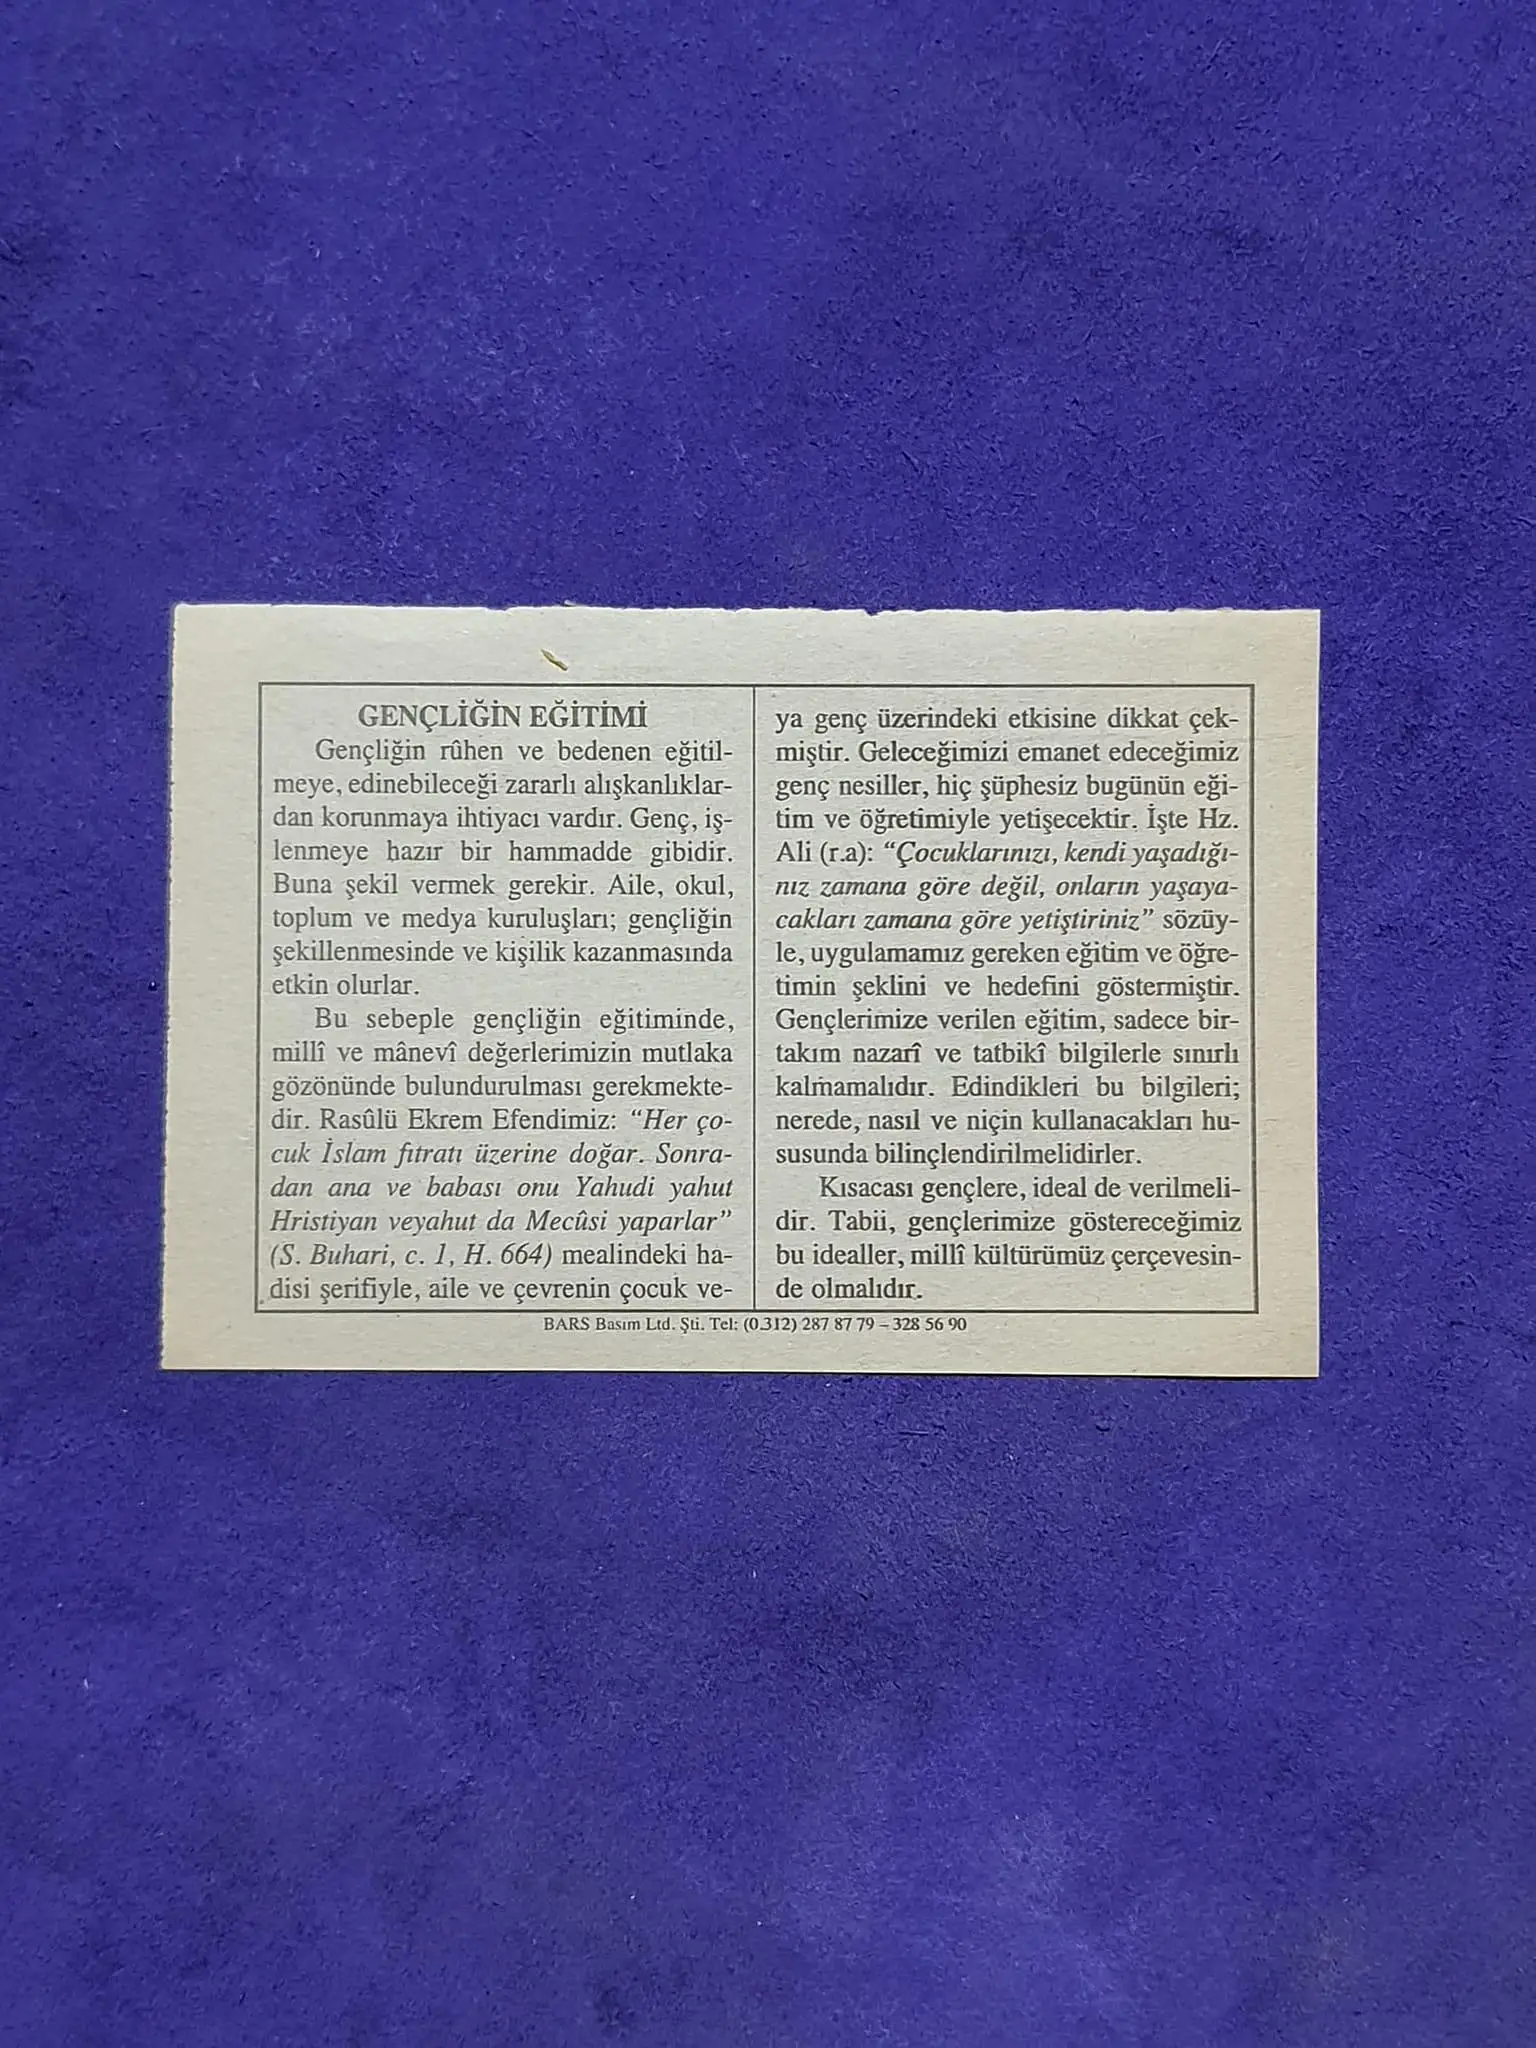 GENÇLİĞİN EĞİTİMİ
Gençliğin rûhen ve bedenen eğitil-
meye, edinebileceği zararlı alışkanlıklar-
dan korunmaya ihtiyacı vardır. Genç, iş-
lenmeye hazır bir hammadde gibidir.
Buna şekil vermek gerekir. Aile, okul,
toplum ve medya kuruluşları; gençliğin
şekillenmesinde ve kişilik kazanmasında
etkin olurlar.
Bu sebeple gençliğin eğitiminde,
millî ve mânevî değerlerimizin mutlaka
gözönünde bulundurulması gerekmekte-
dir. Rasûlü Ekrem Efendimiz: “Her ço-
cuk İslam fıtratı üzerine doğar. Sonra-
dan ana ve babası onu Yahudi yahut
Hristiyan veyahut da Mecûsi yaparlar”
(S. Buhari, c. 1, H. 664) mealindeki ha-
disi şerifiyle, aile ve çevrenin çocuk ve-
ya genç üzerindeki etkisine dikkat çek-
miştir. Geleceğimizi emanet edeceğimiz
genç nesiller, hiç şüphesiz bugünün eği-
tim ve öğretimiyle yetişecektir. İşte Hz.
Ali (r.a): “Çocuklarınızı, kendi yaşadığı-
nız zamana göre değil, onların yaşaya-
cakları zamana göre yetiştiriniz” sözüy-
le, uygulamamız gereken eğitim ve öğre-
timin şeklini ve hedefini göstermiştir.
Gençlerimize verilen eğitim, sadece bir-
takım nazarî ve tatbikî bilgilerle sınırlı
kalmamalıdır. Edindikleri bu bilgileri;
nerede, nasıl ve niçin kullanacakları hu-
susunda bilinçlendirilmelidirler.
Kısacası gençlere, ideal de verilmeli-
dir. Tabii, gençlerimize göstereceğimiz
bu idealler, millî kültürümüz çerçevesin-
de olmalıdır.
BARS Basım Ltd. Şti. Tel: (0.312) 287 87 79 – 328 56 90